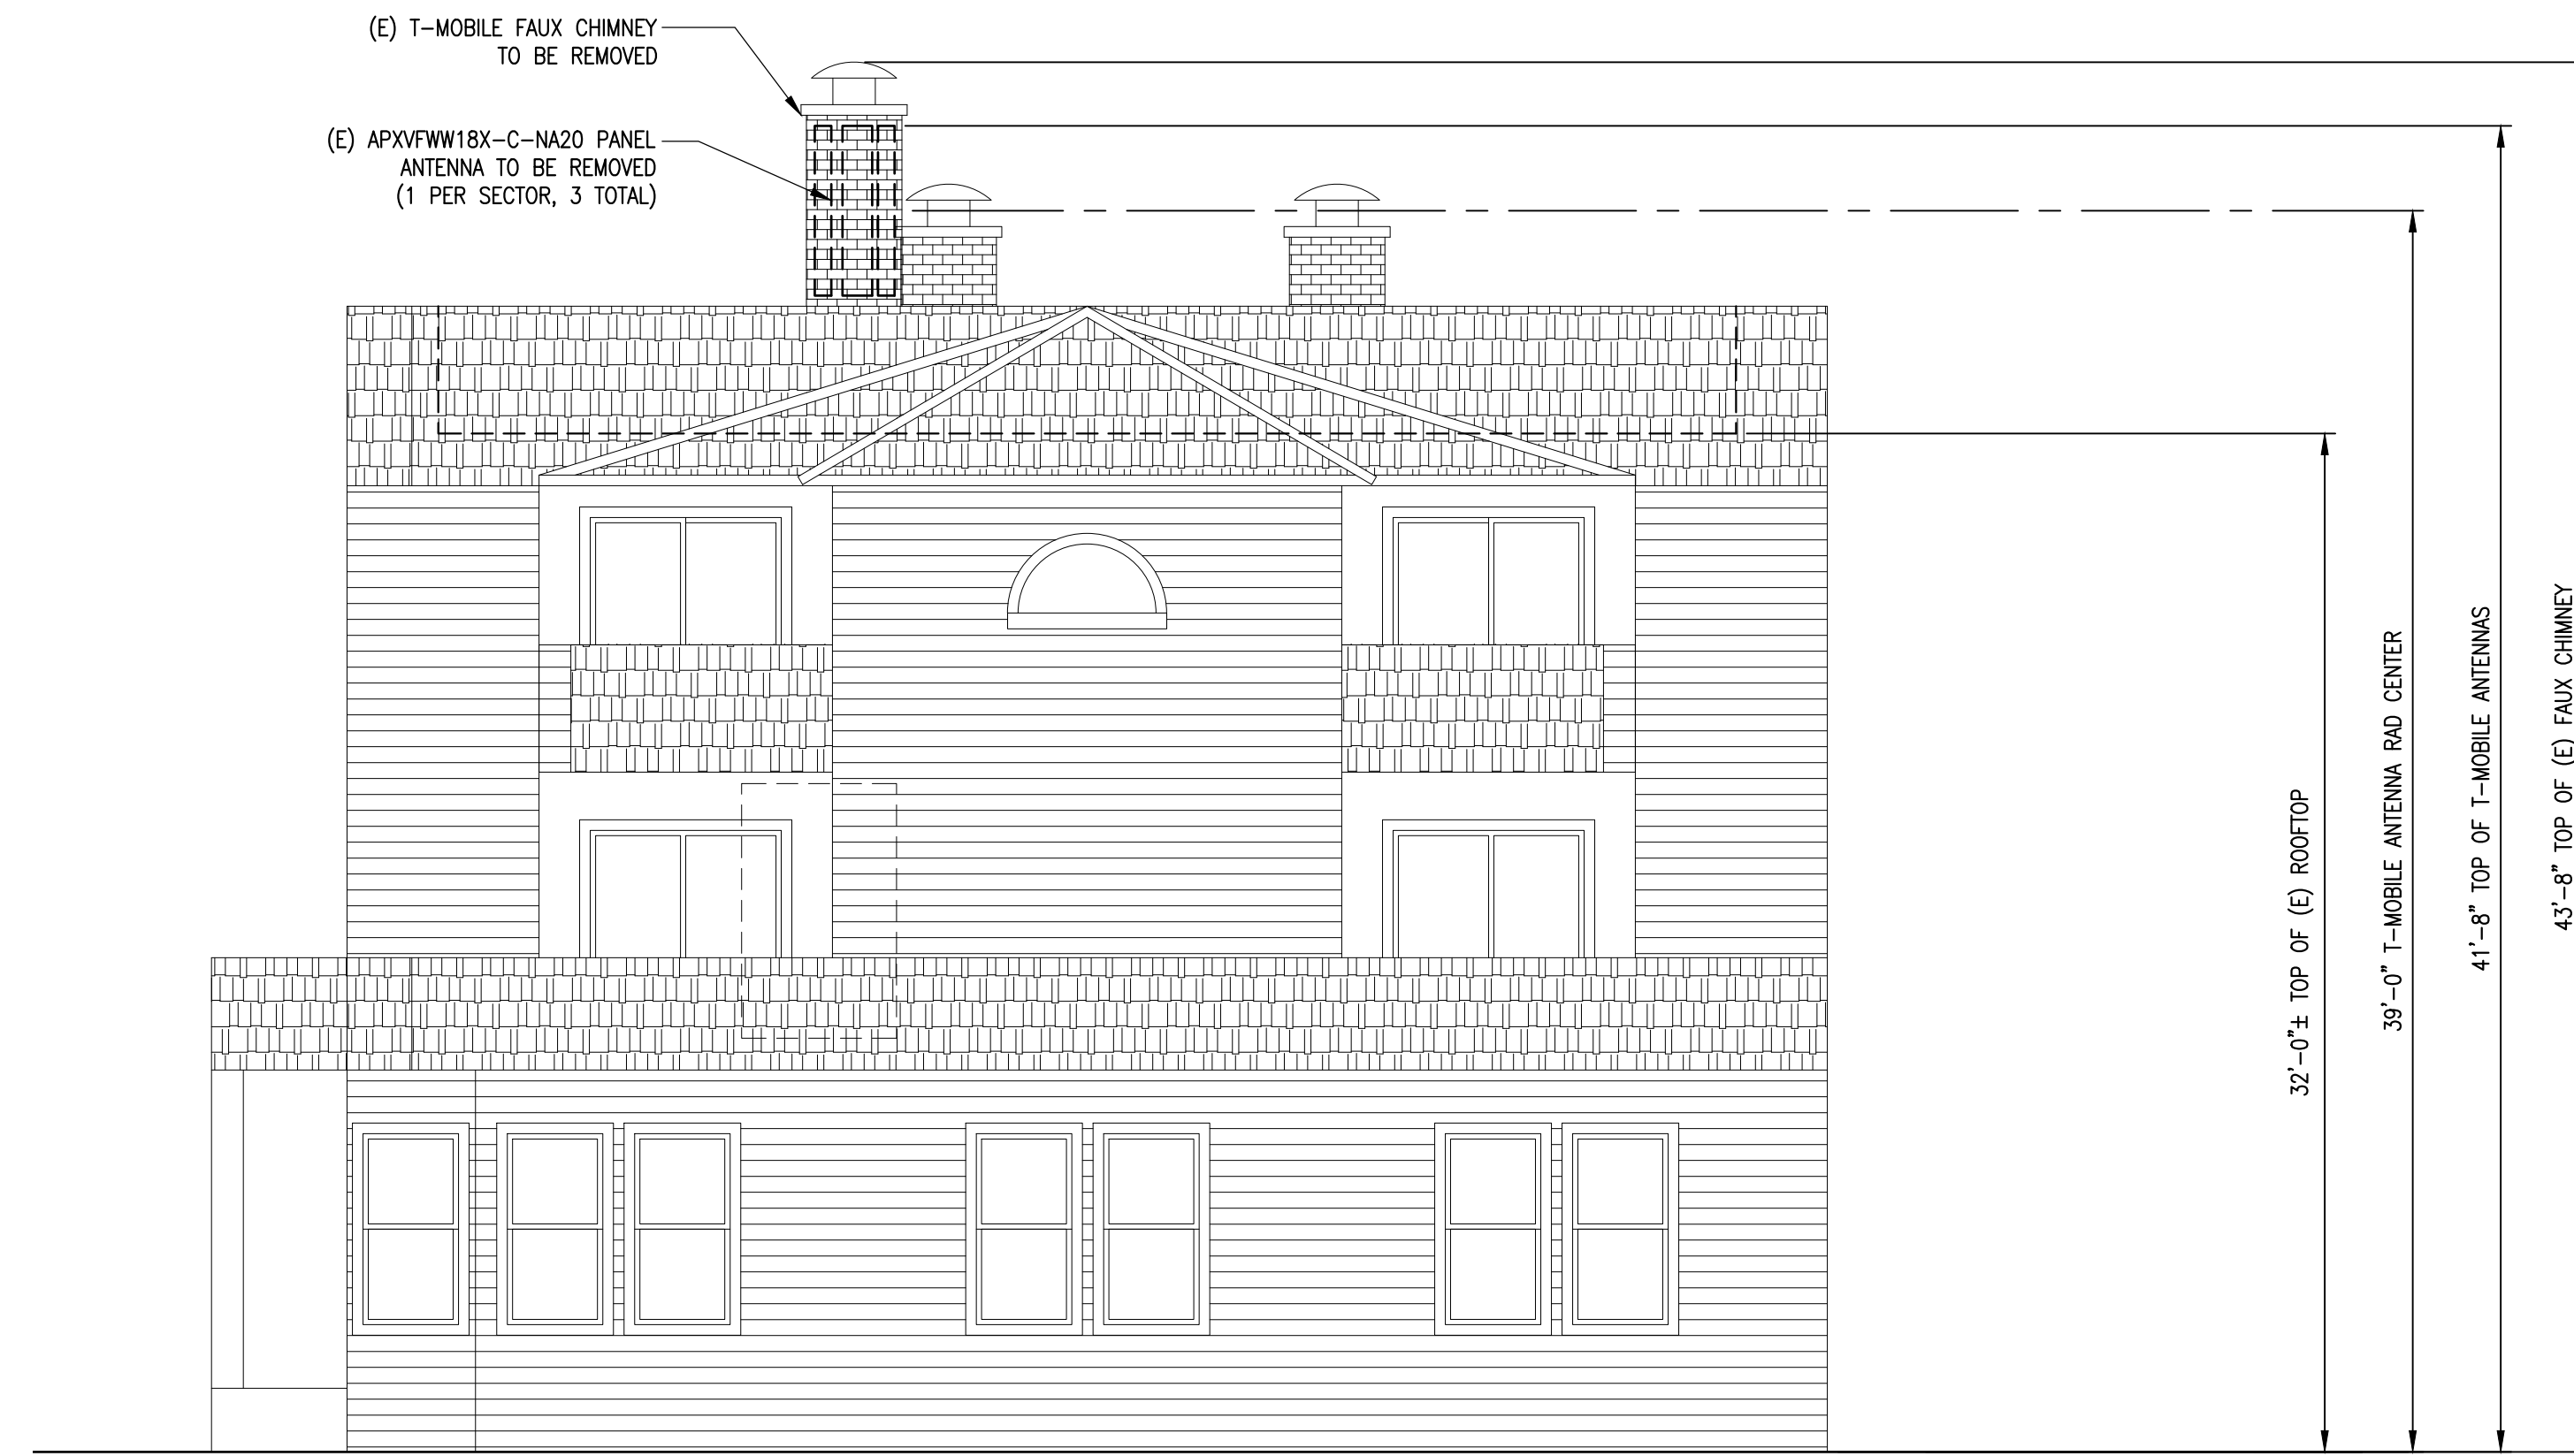 (E) T-MOBILE FAUX CHIMNEY
TO BE REMOVED
(E) APXVFWW18X-C-NA20 PANEL
ANTENNA TO BE REMOVED
(1 PER SECTOR, 3 TOTAL)
32'-0"± TOP OF (E) ROOFTOP
39'-0" T-MOBILE ANTENNA RAD CENTER
41'-8" TOP OF T-MOBILE ANTENNAS
43'-8" TOP OF (E) FAUX CHIMNEY